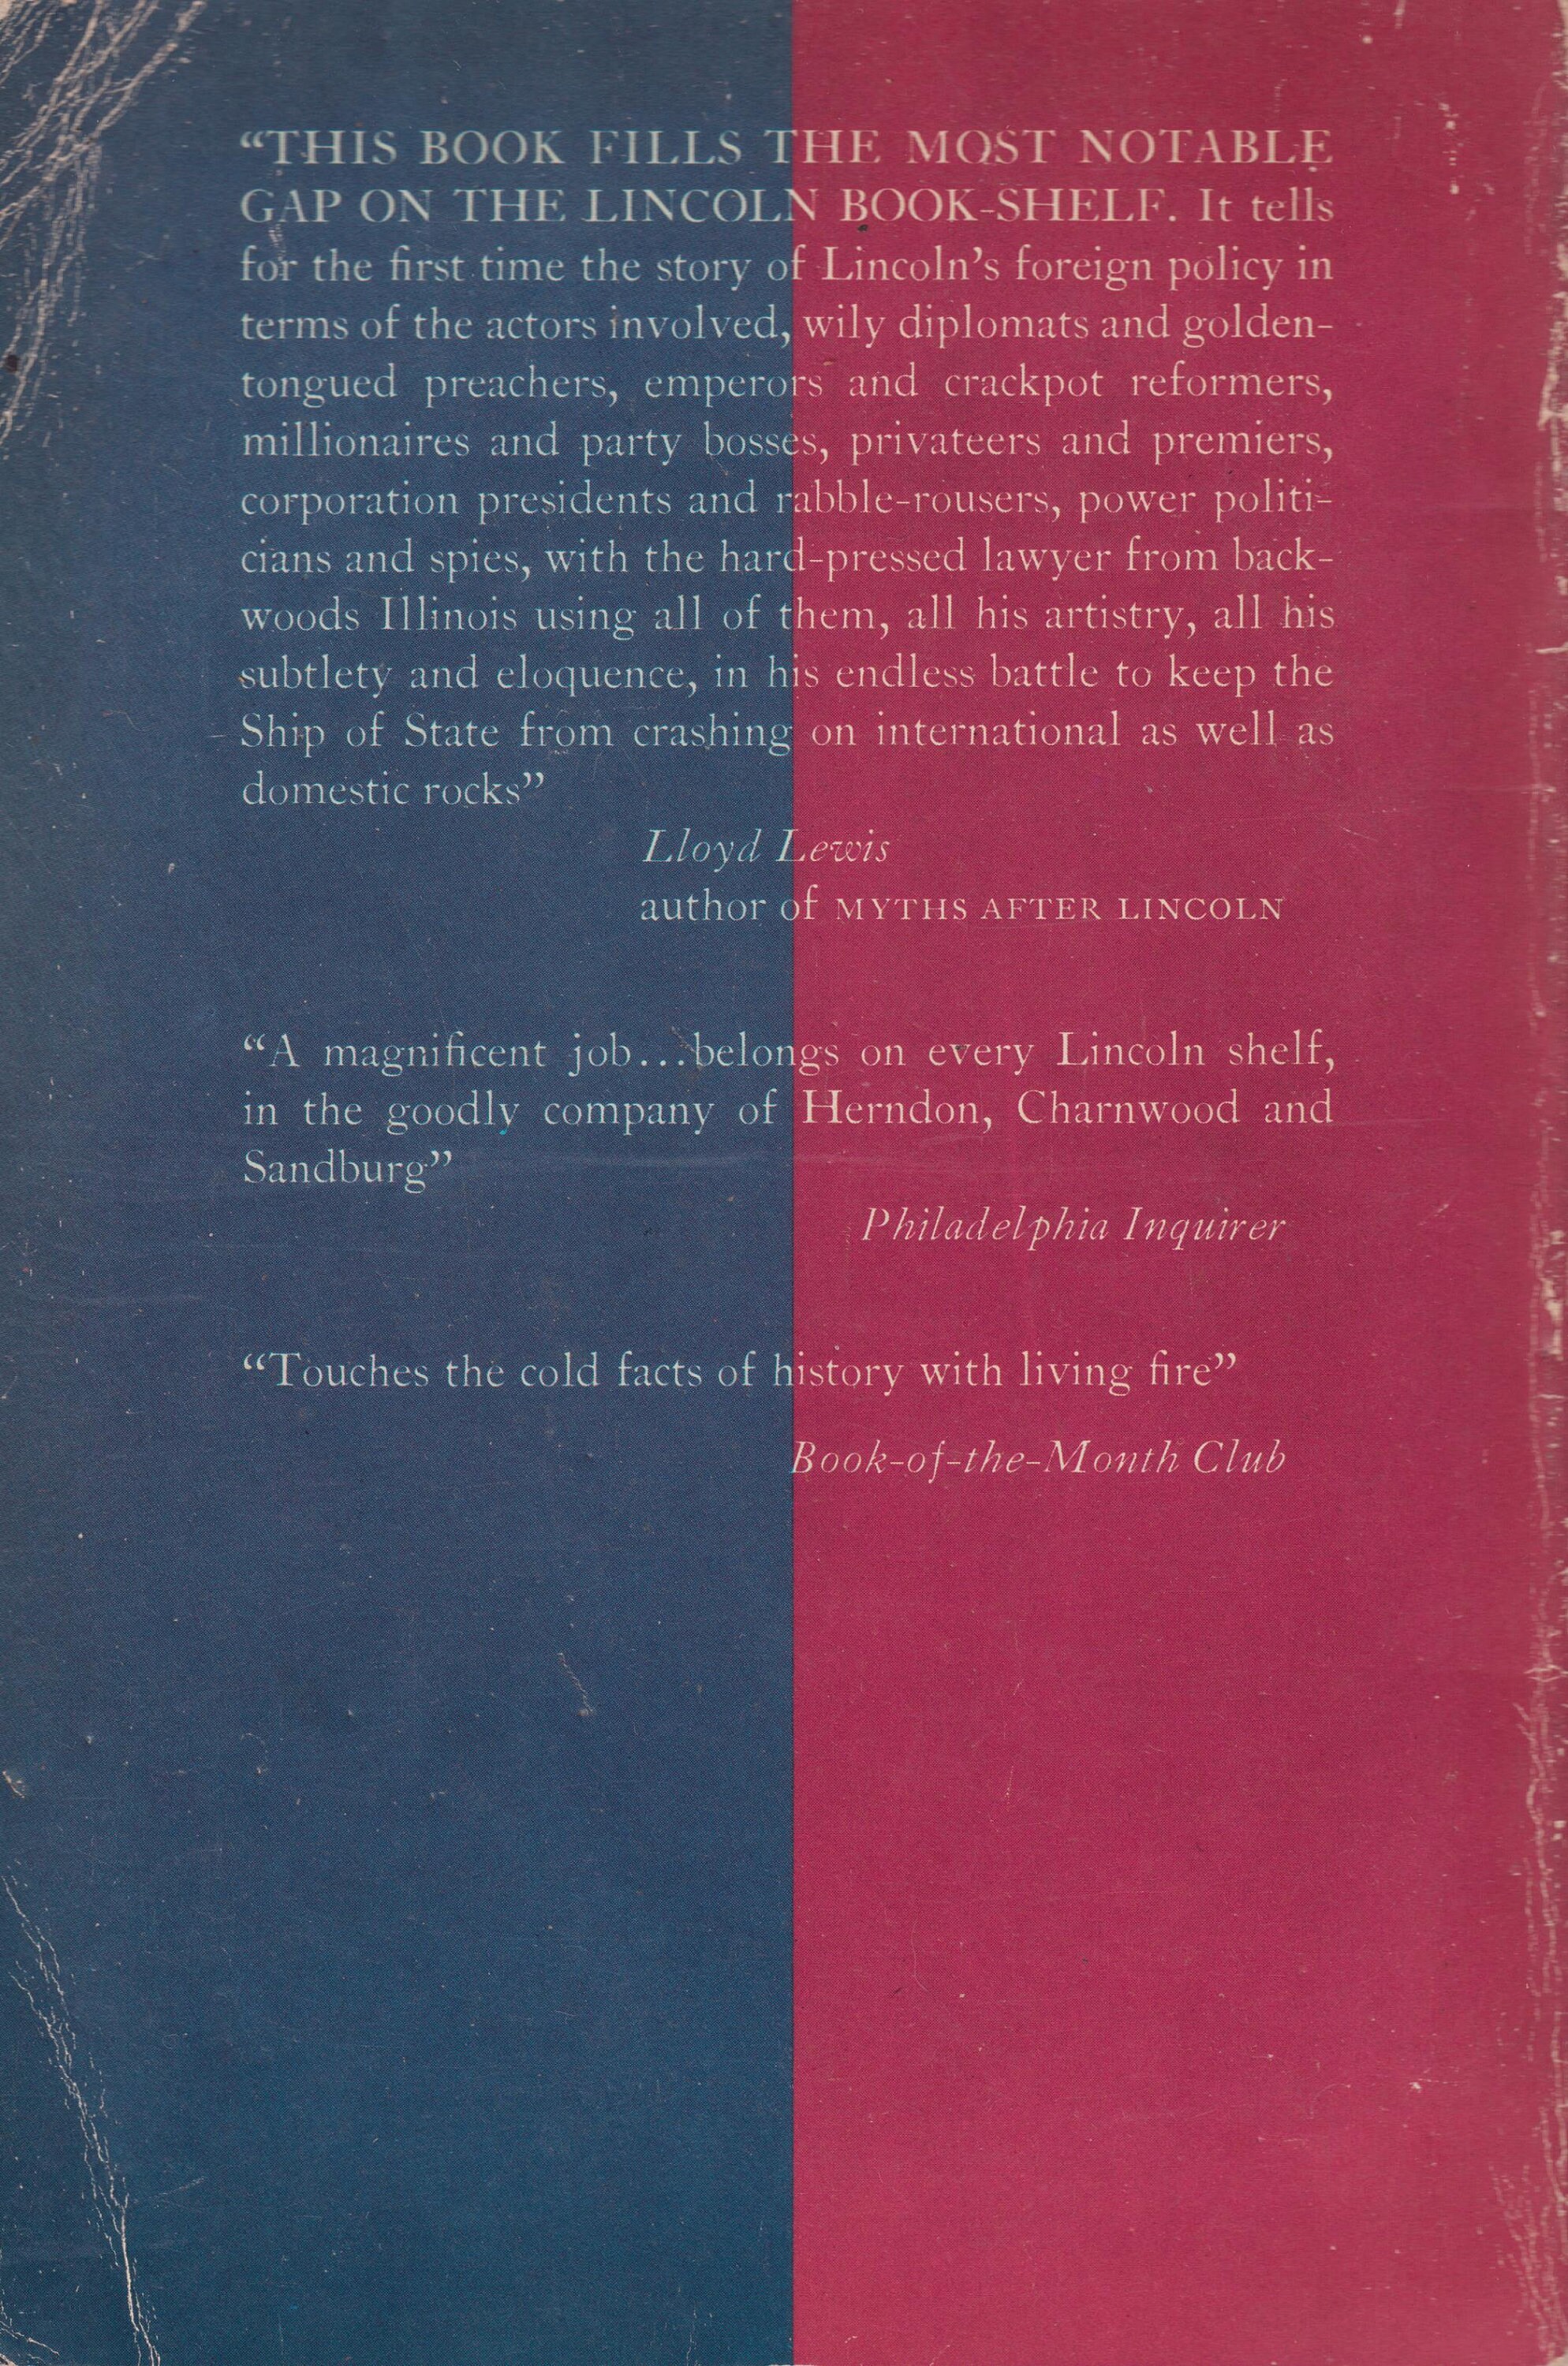 “THIS BOOK FILLS THE MOST NOTABLE
GAP ON THE LINCOLN BOOK-SHELF. It tells
for the first time the story of Lincoln’s foreign policy in
terms of the actors involved, wily diplomats and golden-
tongued preachers, emperors and crackpot reformers,
millionaires and party bosses, privateers and premiers,
corporation presidents and rabble-rousers, power politi-
cians and spies, with the hard-pressed lawyer from back-
woods Illinois using all of them, all his artistry, all his
subtlety and eloquence, in his endless battle to keep the
Ship of State from crashing on international as well as
domestic rocks”
Lloyd Lewis
author of MYTHS AFTER LINCOLN
“A magnificent job...belongs on every Lincoln shelf,
in the goodly company of Herndon, Charnwood and
Sandburg”
Philadelphia Inquirer
“Touches the cold facts of history with living fire”
Book-of-the-Month Club